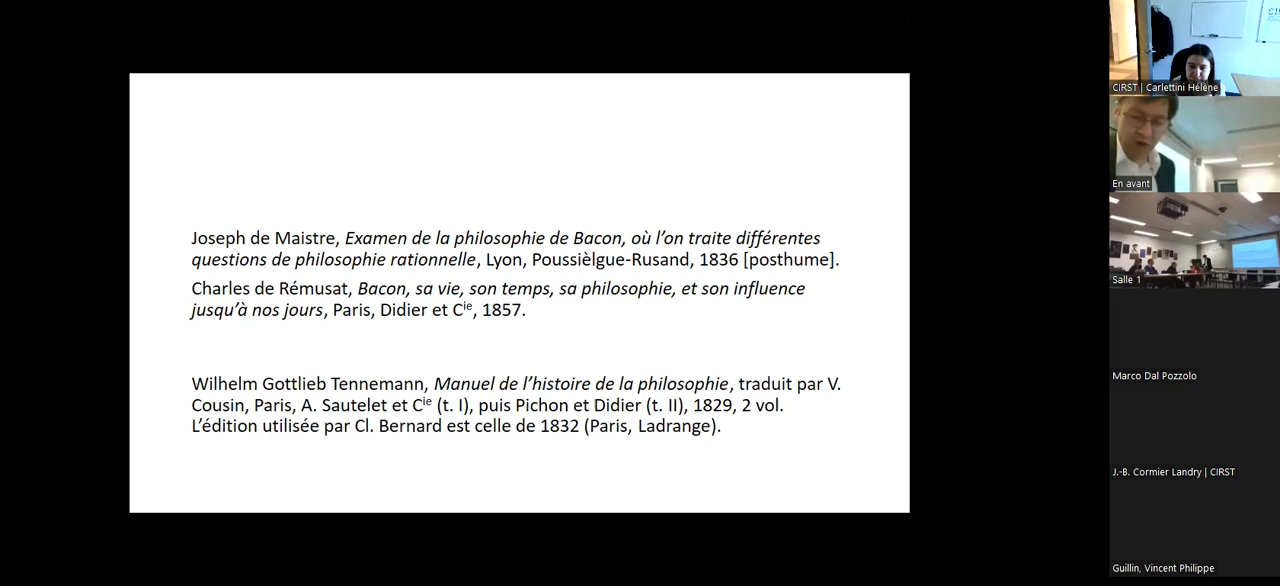 Joseph de Maistre, Examen de la philosophie de Bacon, où l’on traite différentes
questions de philosophie rationnelle, Lyon, Poussièlgue-Rusand, 1836 [posthume].
Charles de Rémusat, Bacon, sa vie, son temps, sa philosophie, et son influence
jusqu’à nos jours, Paris, Didier et Cie, 1857.
Wilhelm Gottlieb Tennemann, Manuel de l’histoire de la philosophie, traduit par V.
Cousin, Paris, A. Sautelet et Cie (t. I), puis Pichon et Didier (t. II), 1829, 2 vol.
L’édition utilisée par Cl. Bernard est celle de 1832 (Paris, Ladrange).
CIRST | Carlettini Hélène
En avant
Salle 1
Marco Dal Pozzolo
J.-B. Cormier Landry | CIRST
Guillin, Vincent Philippe